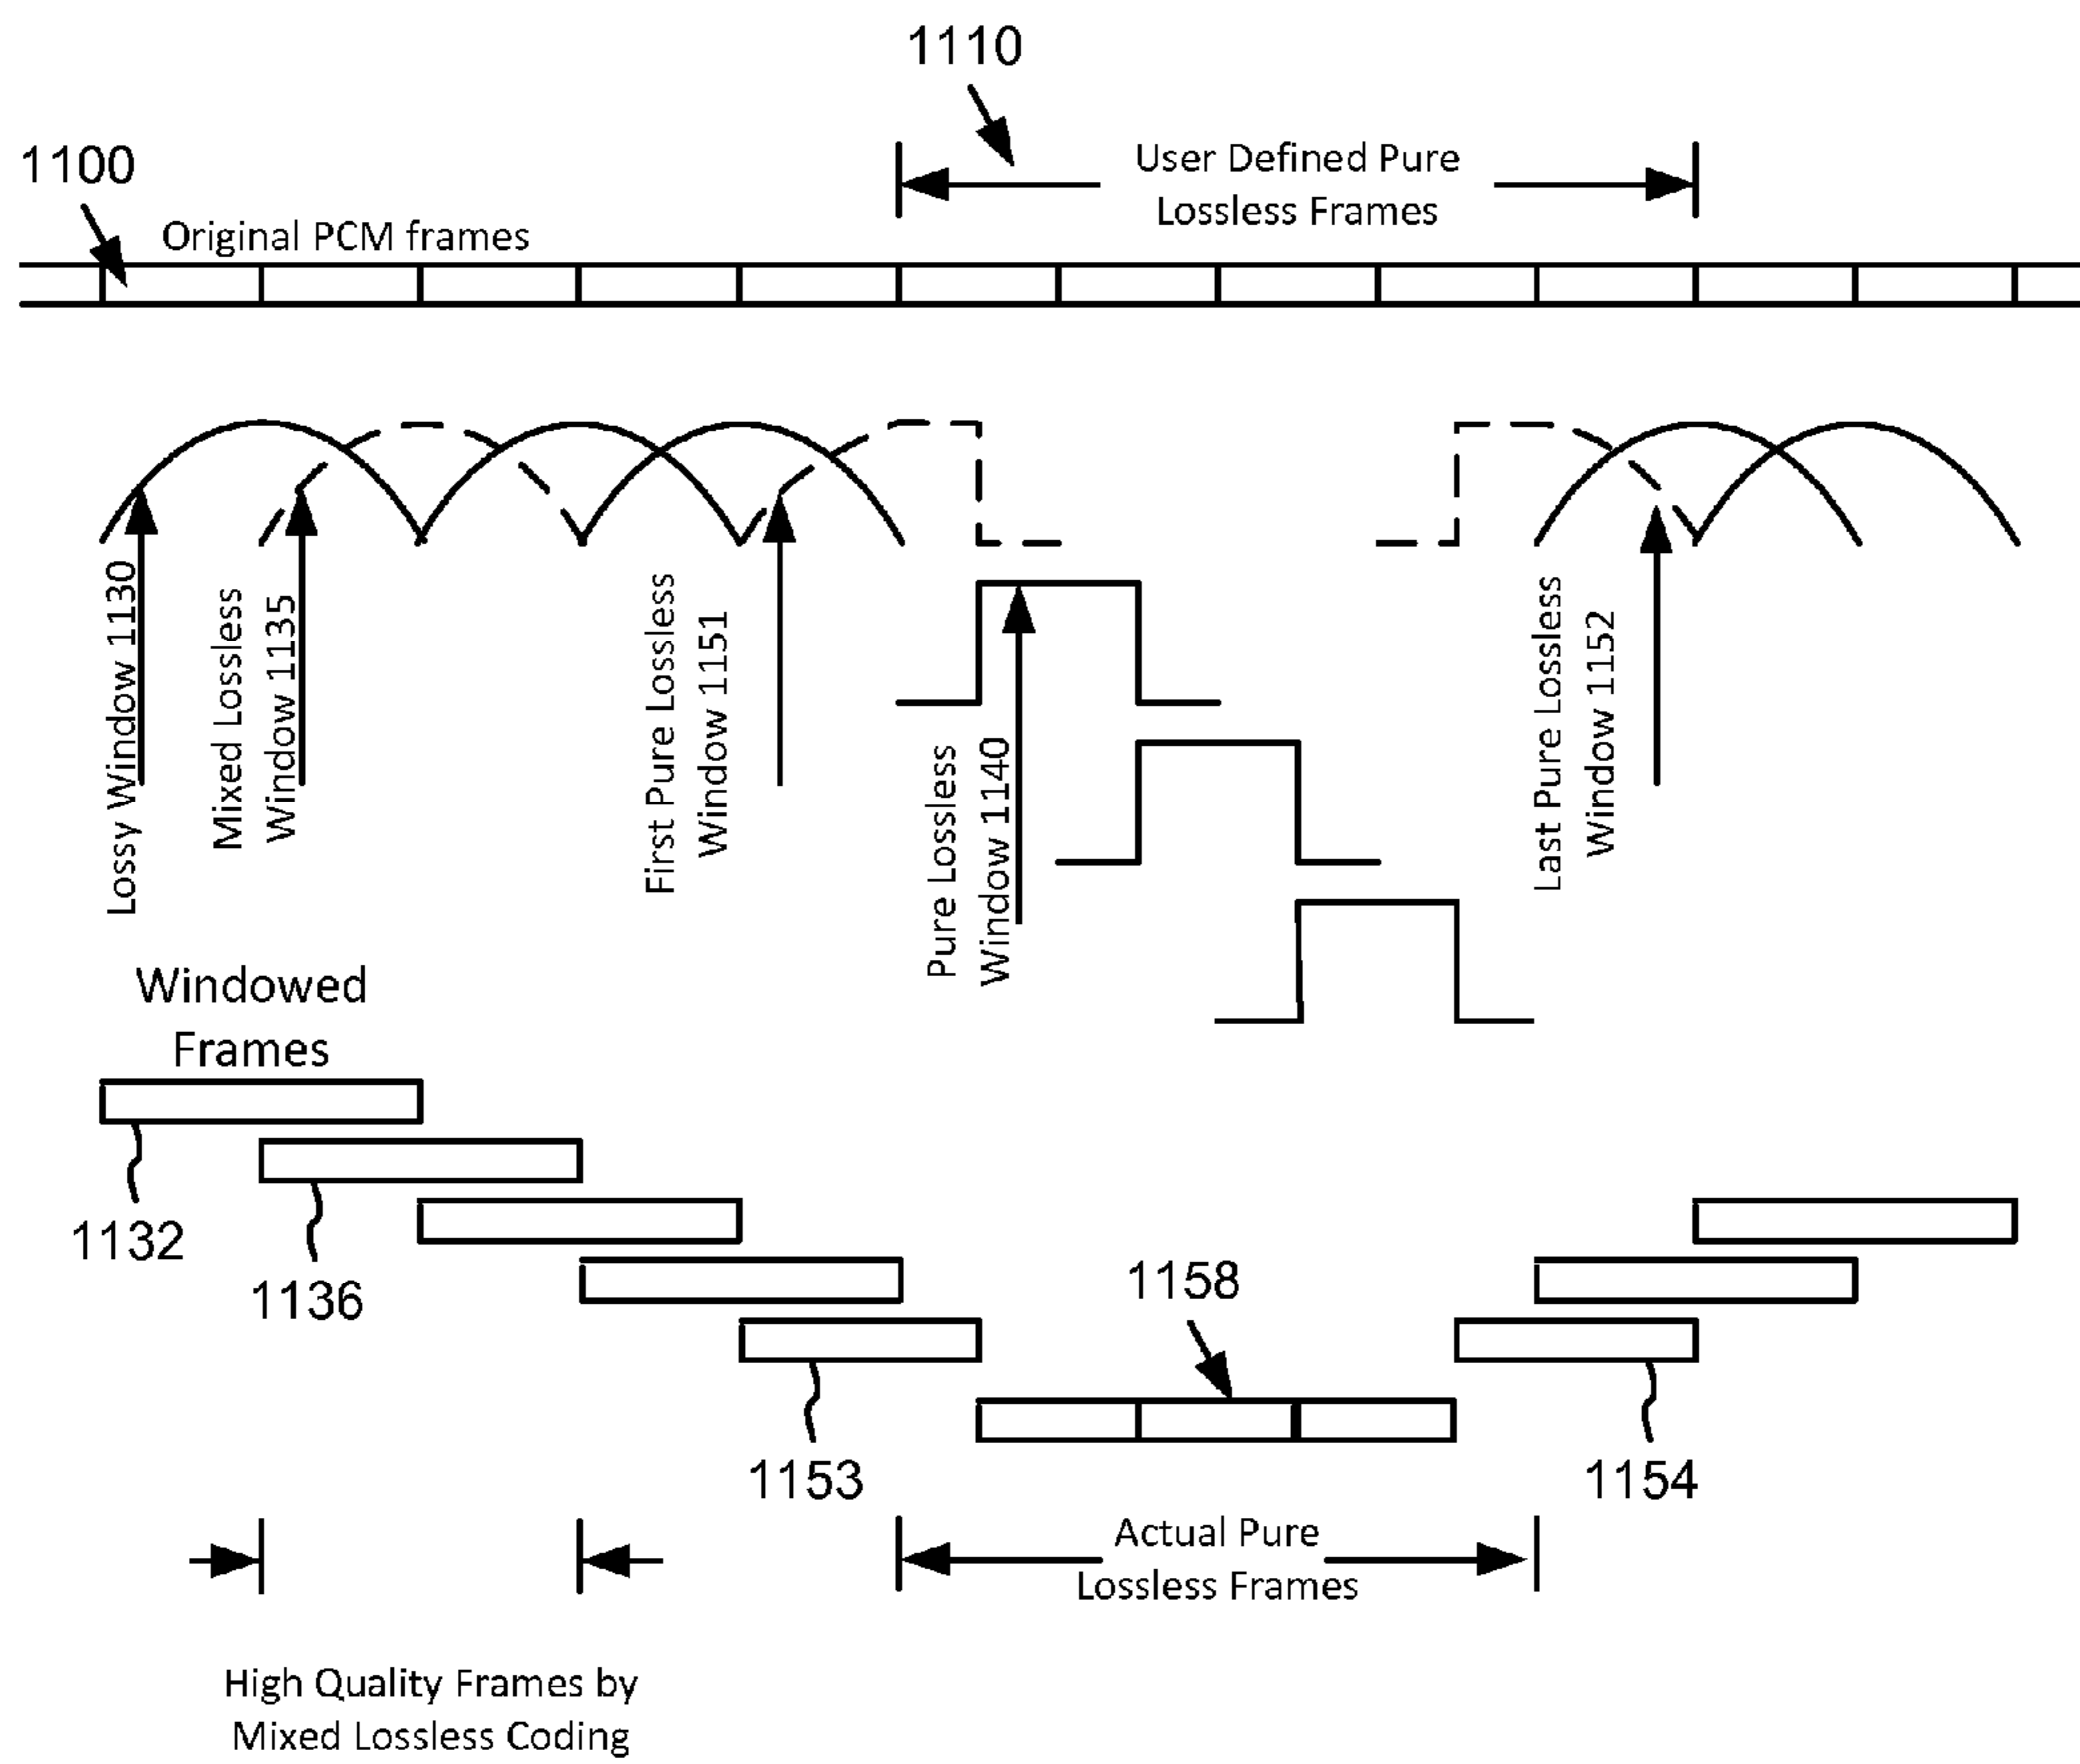 1110
1100
User Defined Pure
Lossless Frames
Original PCM frames
Lossy Window 1130
Mixed Lossless
Window 1135
First Pure Lossless
Window 1151
Pure Lossless
Window 1140
Last Pure Lossless
Window 1152
Windowed
Frames
1132
1136
1158
1153
1154
Actual Pure
Lossless Frames
High Quality Frames by
Mixed Lossless Coding